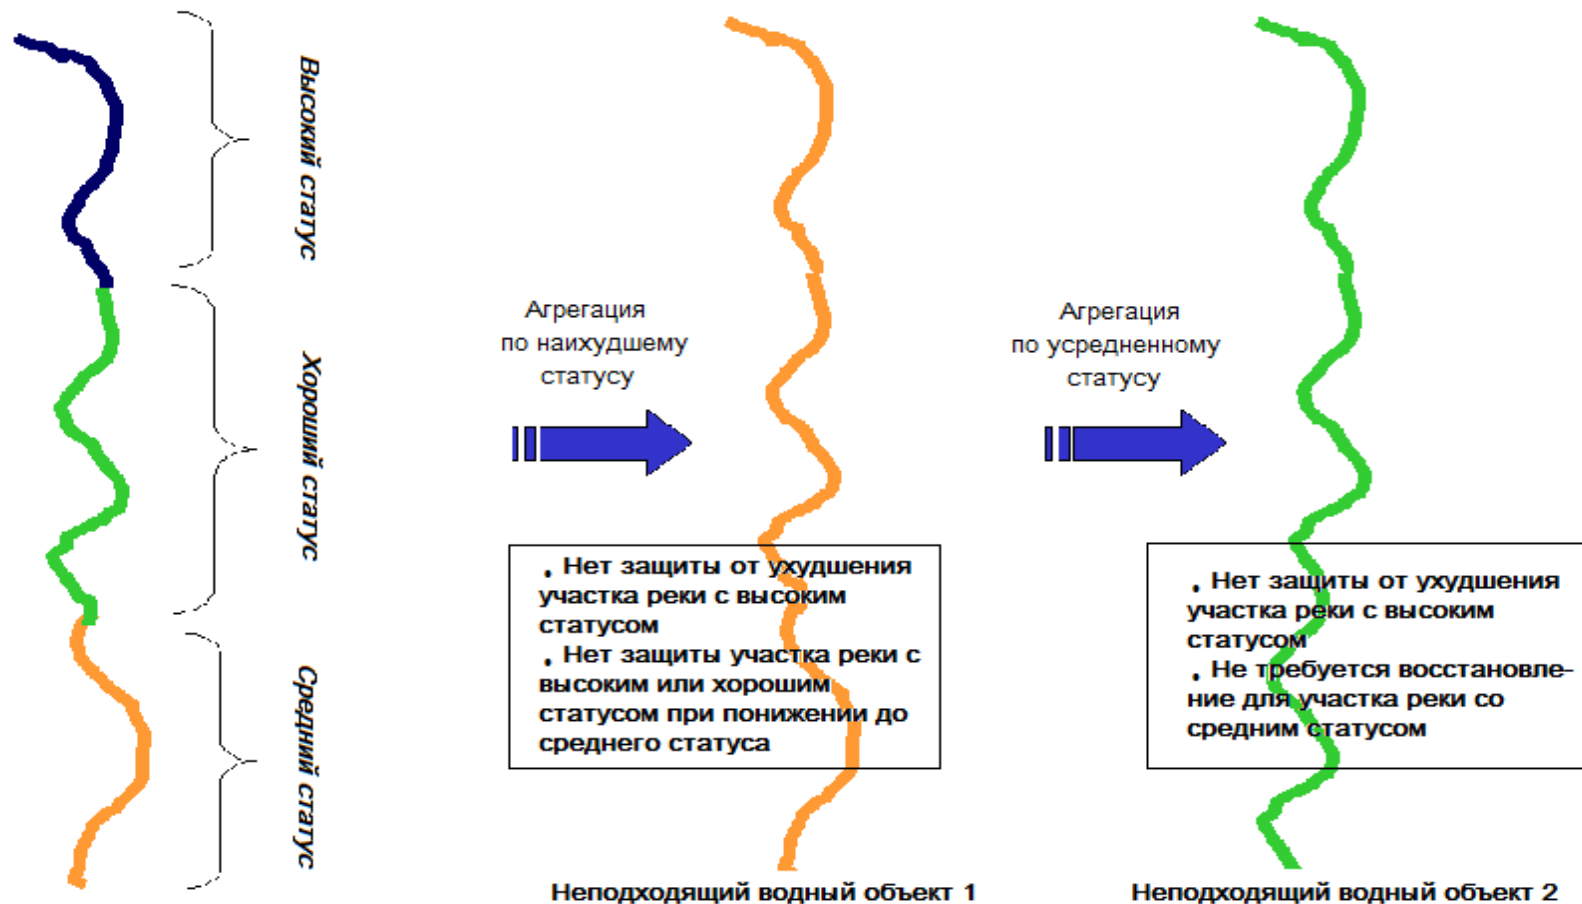 Высокий статус
Хороший статус
Средний статус
Агрегация
по наихудшему
статусу
. Нет защиты от ухудшения
участка реки с высоким
статусом
. Нет защиты участка реки с
высоким или хорошим
статусом при понижении до
среднего статуса
Неподходящий водный объект 1
Агрегация
по усредненному
статусу
. Нет защиты от ухудшения
участка реки с высоким
статусом
. Не требуется восстановле-
ние для участка реки со
средним статусом
Неподходящий водный объект 2